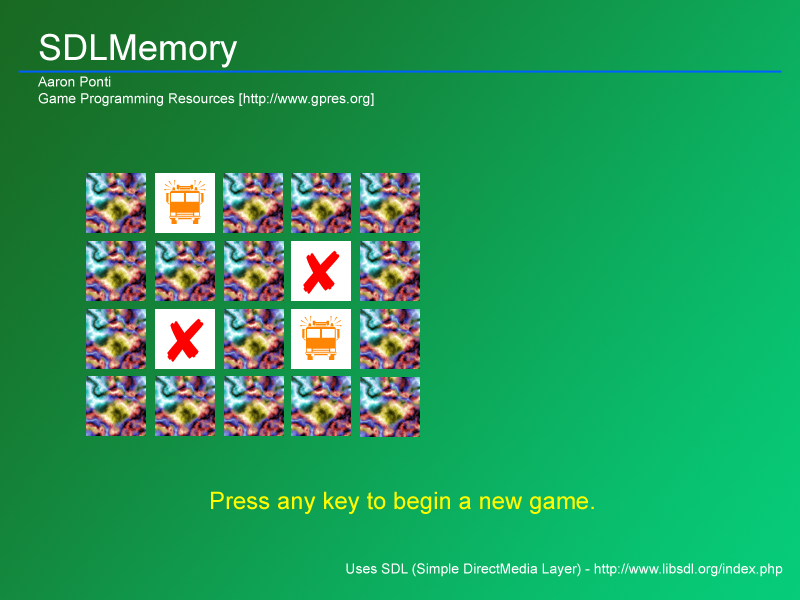 SDLMemory
Aaron Ponti
Game Programming Resources [http://www.gpres.org]
Press any key to begin a new game.
Uses SDL (Simple DirectMedia Layer) - http://www.libsdl.org/index.php